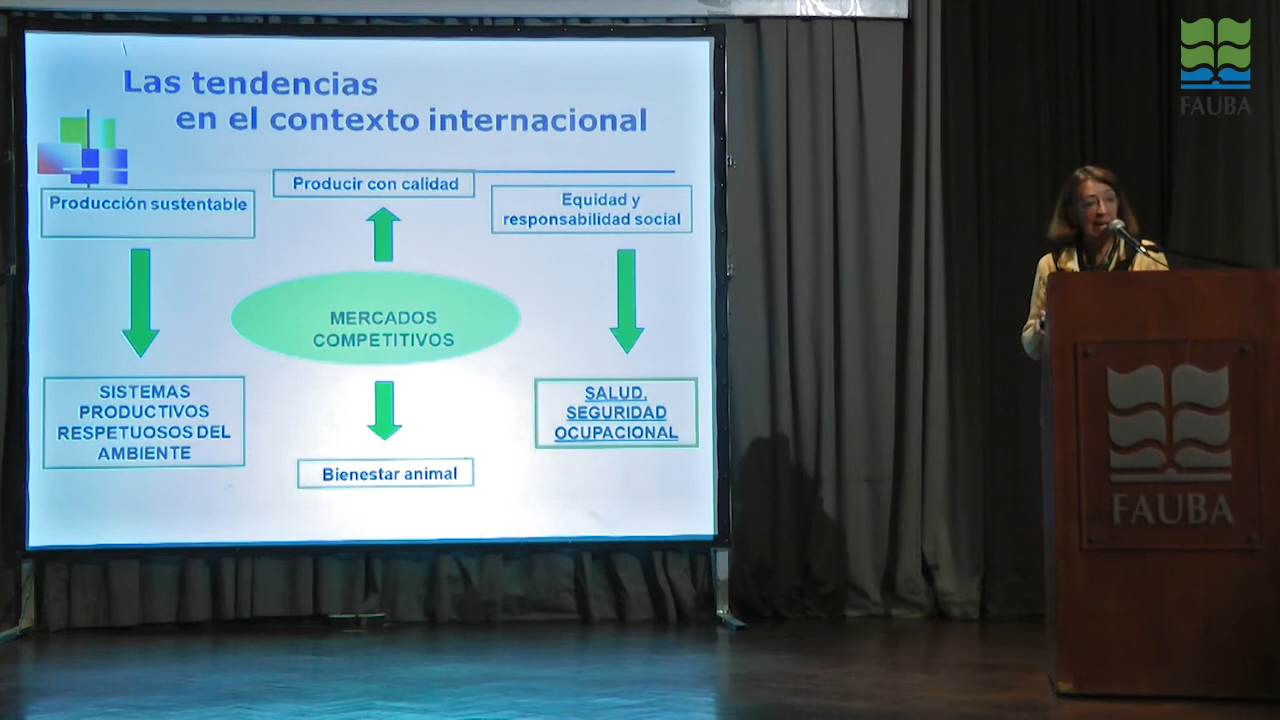 Las tendencias
en el contexto internacional
Producir con calidad
Producción sustentable
Equidad y
responsabilidad social
MERCADOS
COMPETITIVOS
SISTEMAS
PRODUCTIVOS
RESPETUOSOS DEL
AMBIENTE
SALUD,
SEGURIDAD
OCUPACIONAL
Bienestar animal
FAUBA
FAUBA